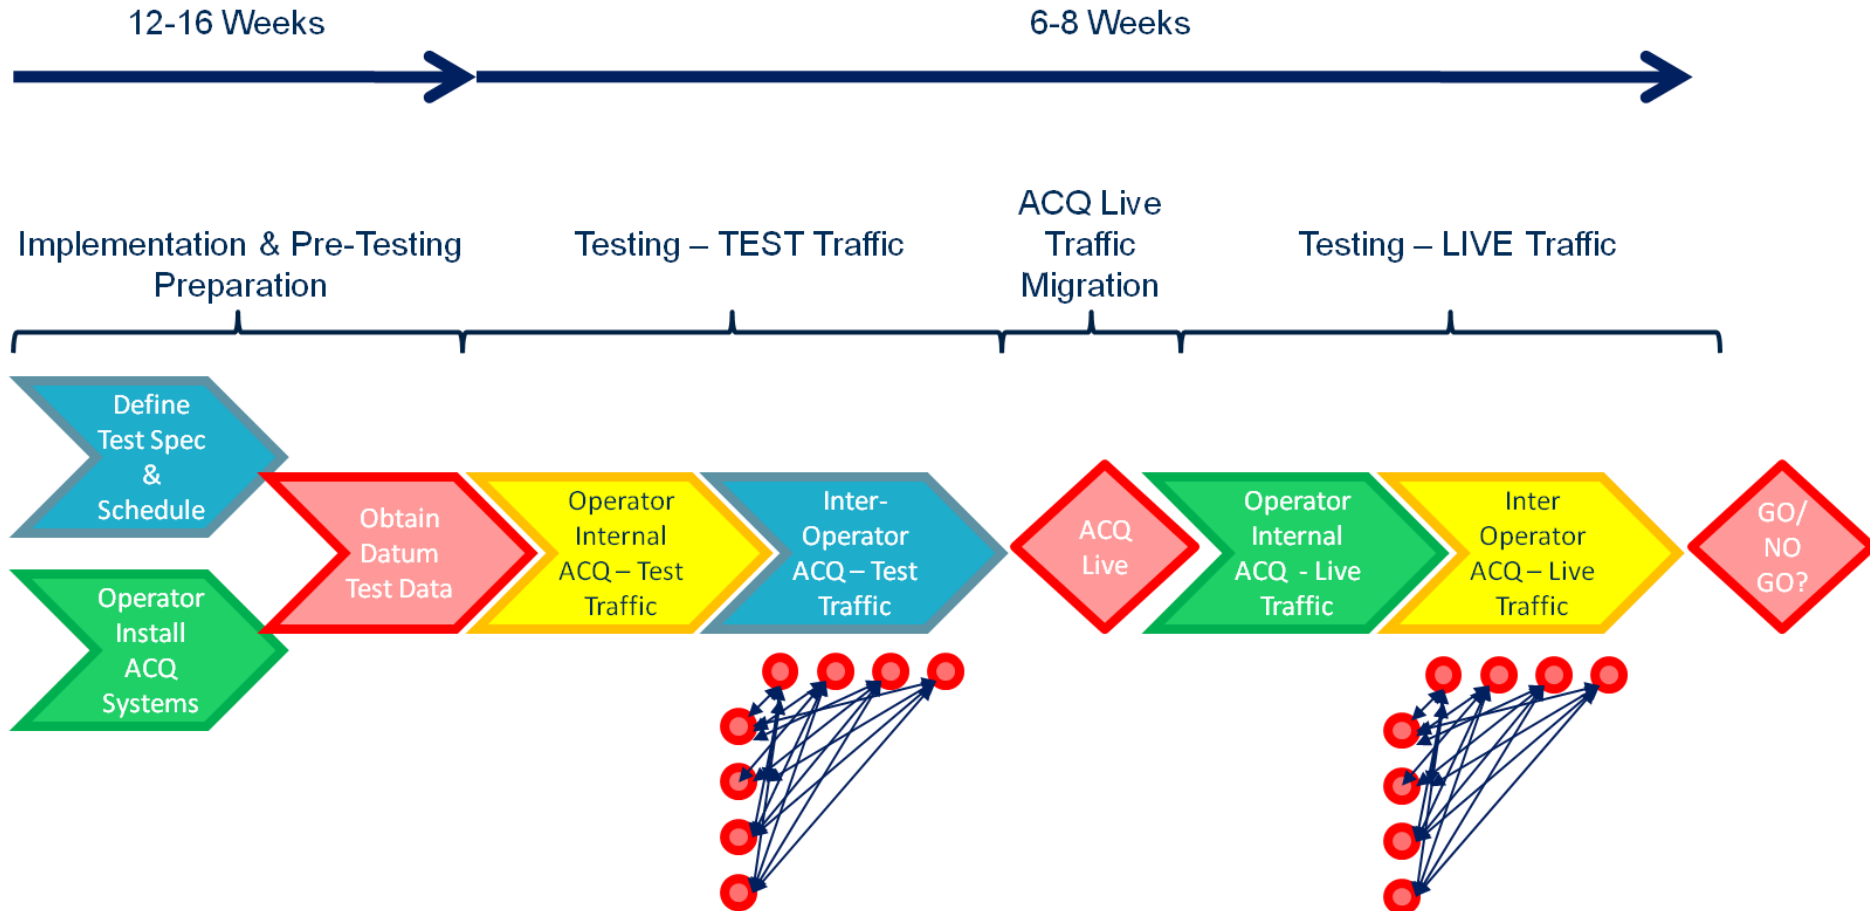 12-16 Weeks
6-8 Weeks
Implementation & Pre-Testing
Preparation
Testing – TEST Traffic
ACQ Live
Traffic
Migration
Testing – LIVE Traffic
Define
Test Spec
&
Schedule
Operator
Install
ACQ
Systems
Obtain
Datum
Test Data
Operator
Internal
ACQ – Test
Traffic
Inter-
Operator
ACQ – Test
Traffic
ACQ
Live
Operator
Internal
ACQ - Live
Traffic
Inter
Operator
ACQ – Live
Traffic
GO/
NO
GO?